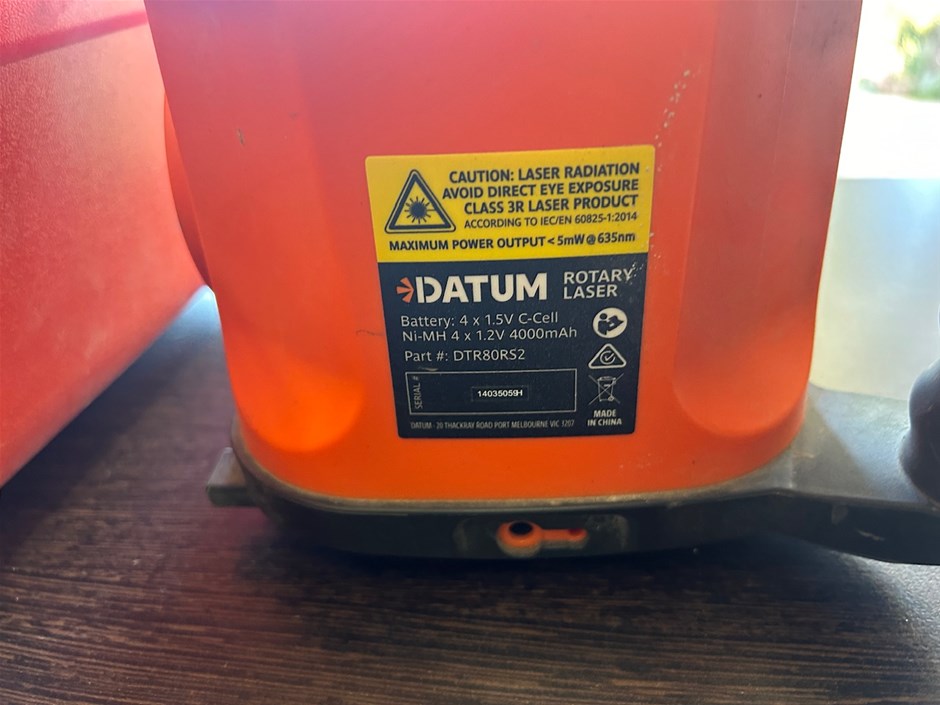 CAUTION: LASER RADIATION
AVOID DIRECT EYE EXPOSURE
CLASS 3R LASER PRODUCT
ACCORDING TO IEC/EN 60825-1:2014
MAXIMUM POWER OUTPUT < 5mW @ 635nm
DATUM ROTARY LASER
Battery: 4 x 1.5V C-Cell
Ni-MH 4 x 1.2V 4000mAh
Part #: DTR80RS2
SERIAL #
14035059H
MADE IN CHINA
DATUM - 20 THACKRAY ROAD PORT MELBOURNE VIC 1207